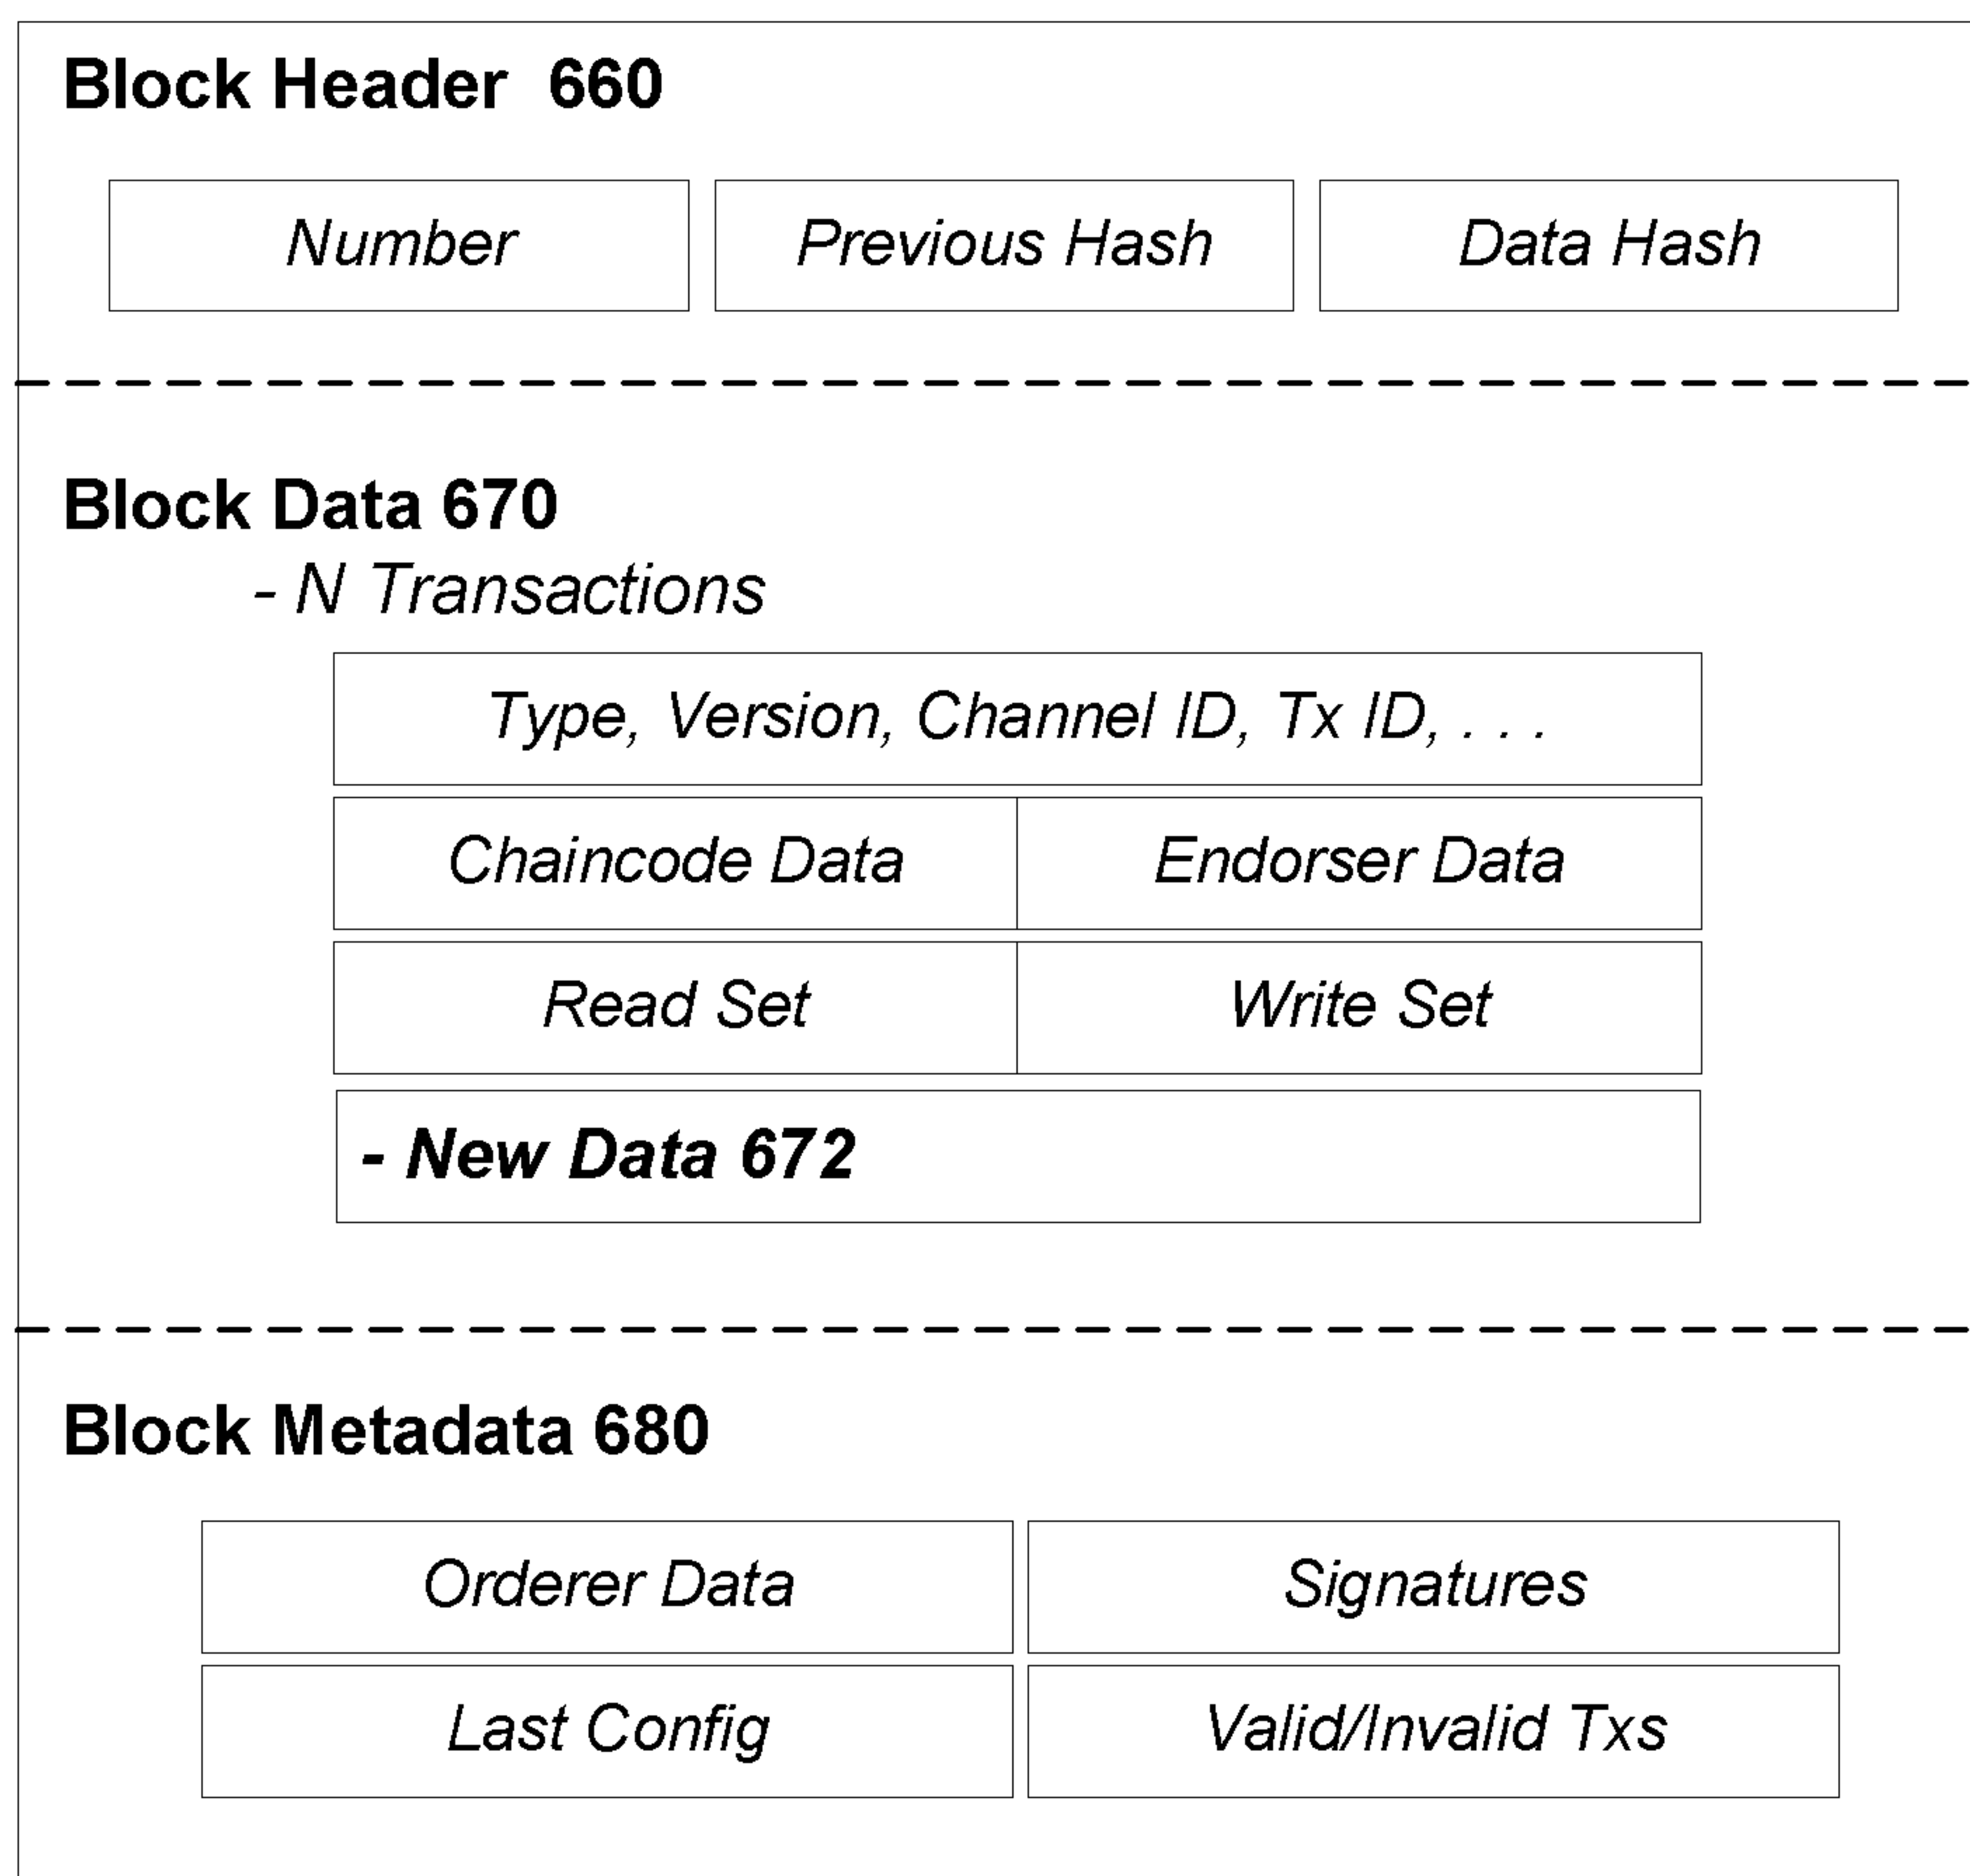 Block Header  660
Number Previous Hash Data Hash
Block Data 670
- N Transactions
Type, Version, Channel ID, Tx ID, . . .
Chaincode Data Endorser Data
Read Set Write Set
- New Data 672
Block Metadata 680
Orderer Data Signatures
Last Config Valid/Invalid Txs